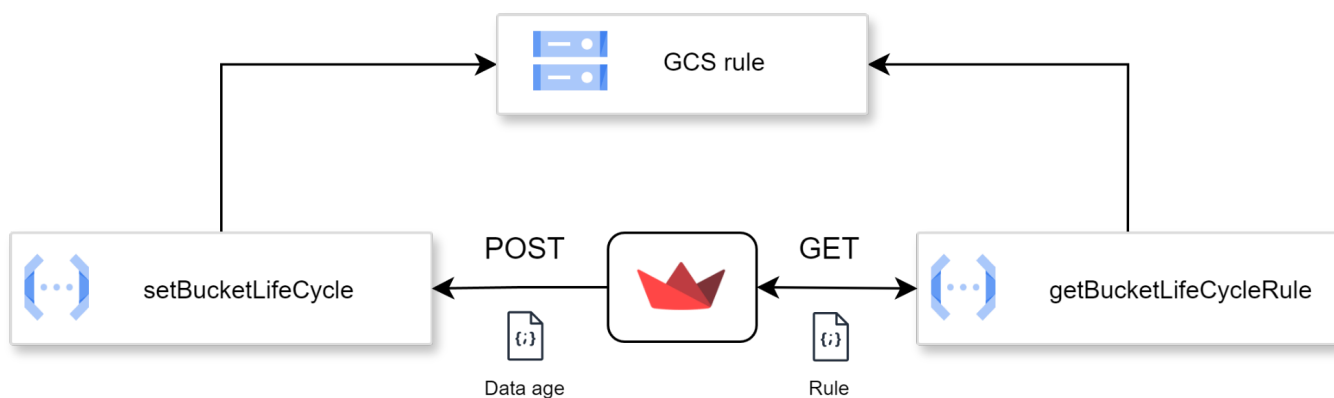 GCS rule
POST
GET
setBucketLifeCycle
getBucketLifeCycleRule
{;}
{;}
Data age
Rule